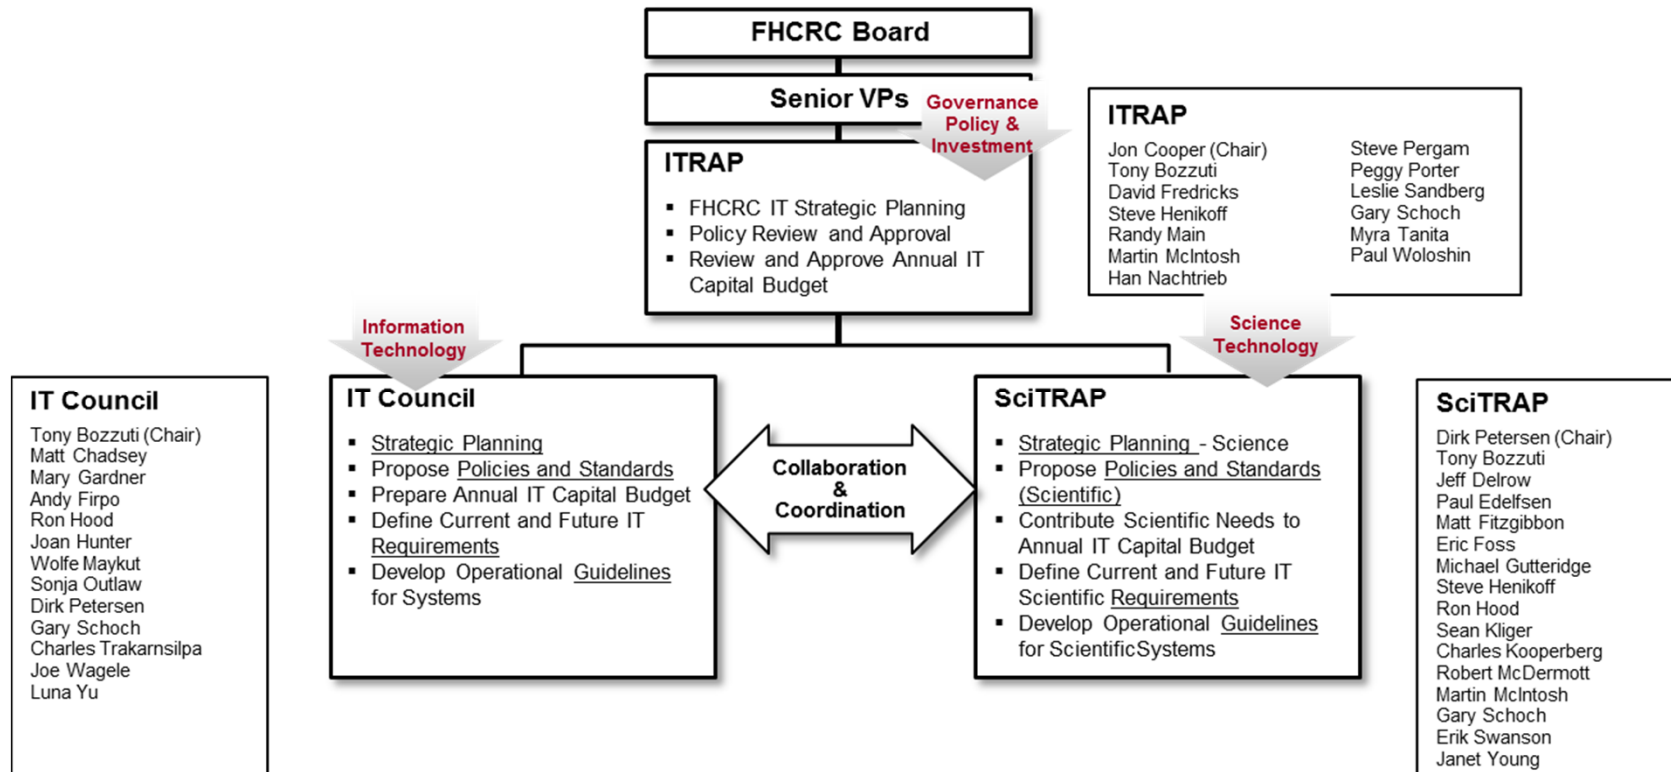 FHCRC Board
Senior VPs
Governance
Policy &
Investment
ITRAP
▪ FHCRC IT Strategic Planning
▪ Policy Review and Approval
▪ Review and Approve Annual IT
Capital Budget
ITRAP
Jon Cooper (Chair)
Tony Bozzuti
David Fredricks
Steve Henikoff
Randy Main
Martin McIntosh
Han Nachtrieb
Steve Pergam
Peggy Porter
Leslie Sandberg
Gary Schoch
Myra Tanita
Paul Woloshin
Information
Technology
Science
Technology
IT Council
Tony Bozzuti (Chair)
Matt Chadsey
Mary Gardner
Andy Firpo
Ron Hood
Joan Hunter
Wolfe Maykut
Sonja Outlaw
Dirk Petersen
Gary Schoch
Charles Trakarnsilpa
Joe Wagele
Luna Yu
IT Council
▪ Strategic Planning
▪ Propose Policies and Standards
▪ Prepare Annual IT Capital Budget
▪ Define Current and Future IT
Requirements
▪ Develop Operational Guidelines
for Systems
Collaboration
&
Coordination
SciTRAP
▪ Strategic Planning - Science
▪ Propose Policies and Standards
(Scientific)
▪ Contribute Scientific Needs to
Annual IT Capital Budget
▪ Define Current and Future IT
Scientific Requirements
▪ Develop Operational Guidelines
for ScientificSystems
SciTRAP
Dirk Petersen (Chair)
Tony Bozzuti
Jeff Delrow
Paul Edelfsen
Matt Fitzgibbon
Eric Foss
Michael Gutteridge
Steve Henikoff
Ron Hood
Sean Kliger
Charles Kooperberg
Robert McDermott
Martin McIntosh
Gary Schoch
Erik Swanson
Janet Young